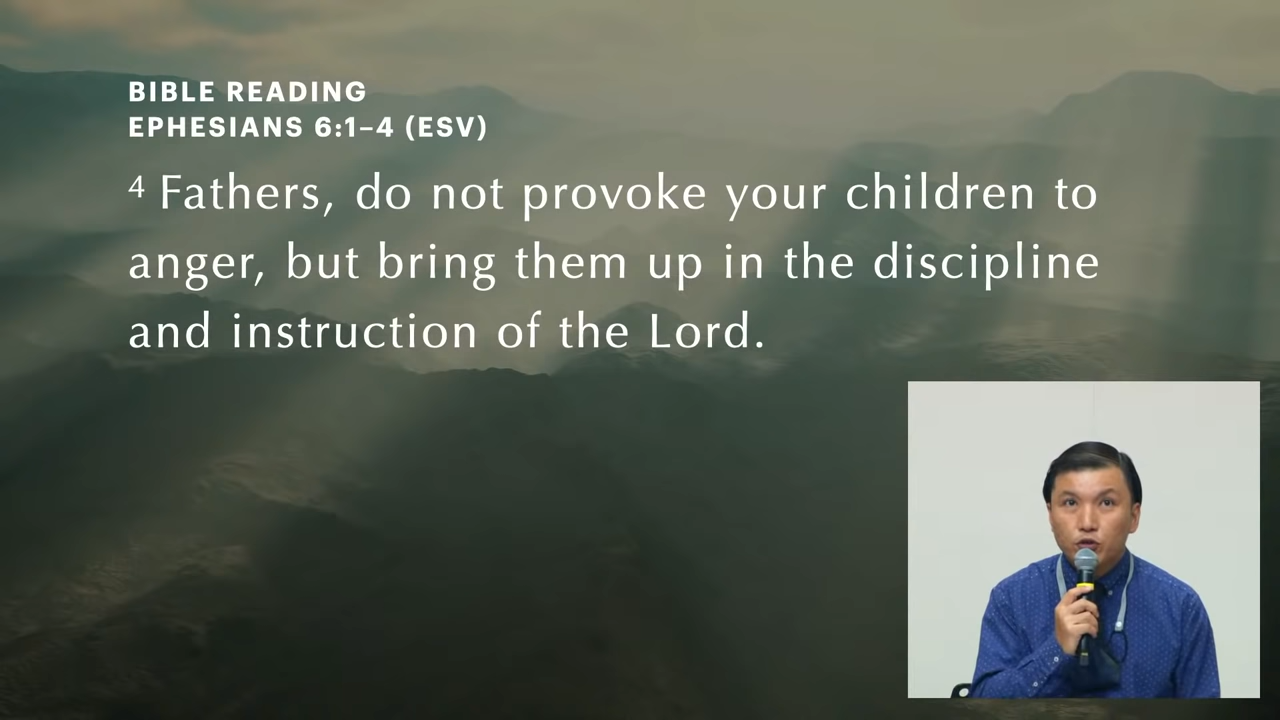 BIBLE READING
EPHESIANS 6:1–4 (ESV)
4 Fathers, do not provoke your children to
anger, but bring them up in the discipline
and instruction of the Lord.